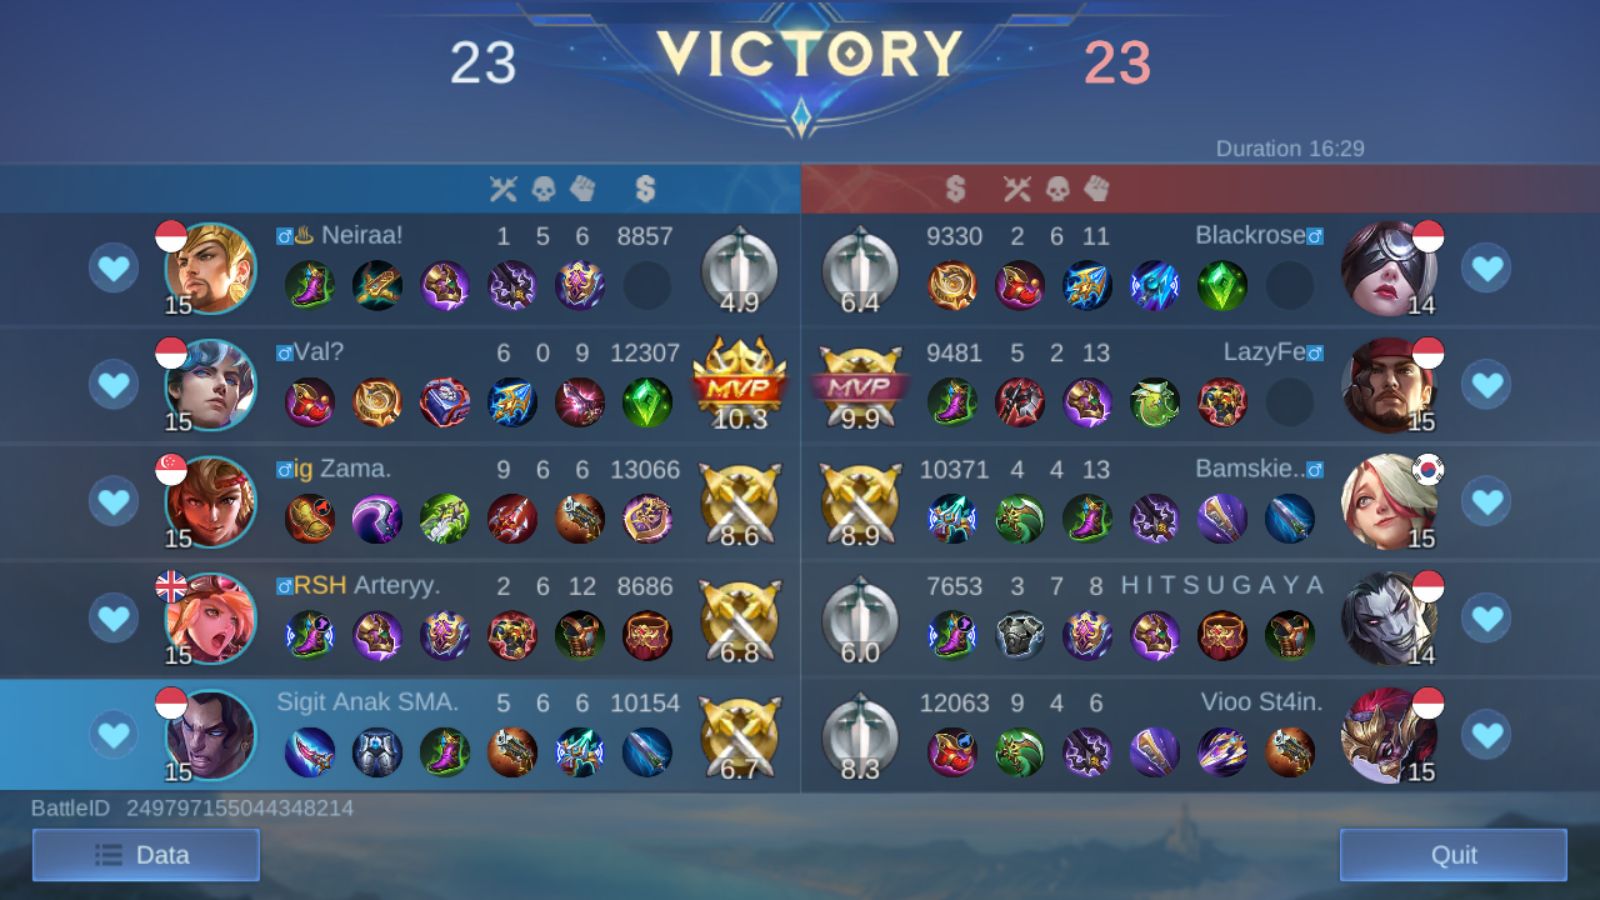 23 VICTORY 23
Duration 16:29
Neiraa! 1 5 6 8857 15 4.9
9330 2 6 11 Blackrose 6.4 14
Val? 6 0 9 12307 MVP 15 10.3
MVP 9481 5 2 13 LazyFe 9.9 15
ig Zama. 9 6 6 13066 15 8.6
10371 4 4 13 Bamskie.. 8.9 15
RSH Arteryy. 2 6 12 8686 15 6.8
7653 3 7 8 H I T S U G A Y A 6.0 14
Sigit Anak SMA. 5 6 6 10154 15 6.7
12063 9 4 6 Vioo St4in. 8.3 15
BattleID 249797155044348214
Data
Quit